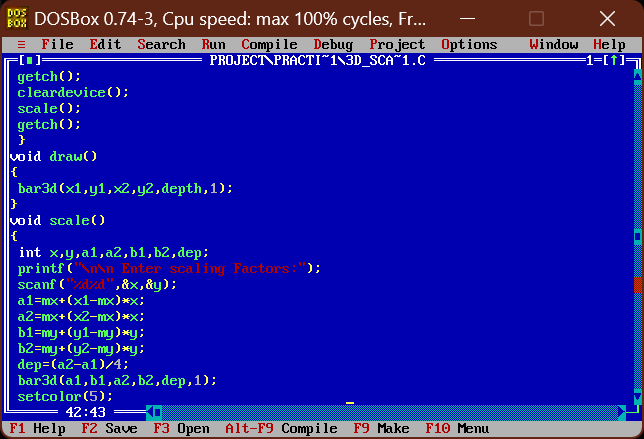 DOS BOX DOSBox 0.74-3, Cpu speed: max 100% cycles, Fr...
≡ File Edit Search Run Compile Debug Project Options Window Help
[■] PROJECT\PRACTI~1\3D_SCA~1.C 1=[↑]
getch();
cleardevice();
scale();
getch();
}
void draw()
{
bar3d(x1,y1,x2,y2,depth,1);
}
void scale()
{
int x,y,a1,a2,b1,b2,dep;
printf("\n\n Enter scaling Factors:");
scanf("%d%d",&x,&y);
a1=mx+(x1-mx)*x;
a2=mx+(x2-mx)*x;
b1=my+(y1-my)*y;
b2=my+(y2-my)*y;
dep=(a2-a1)/4;
bar3d(a1,b1,a2,b2,dep,1);
setcolor(5);
42:43
F1 Help F2 Save F3 Open Alt-F9 Compile F9 Make F10 Menu